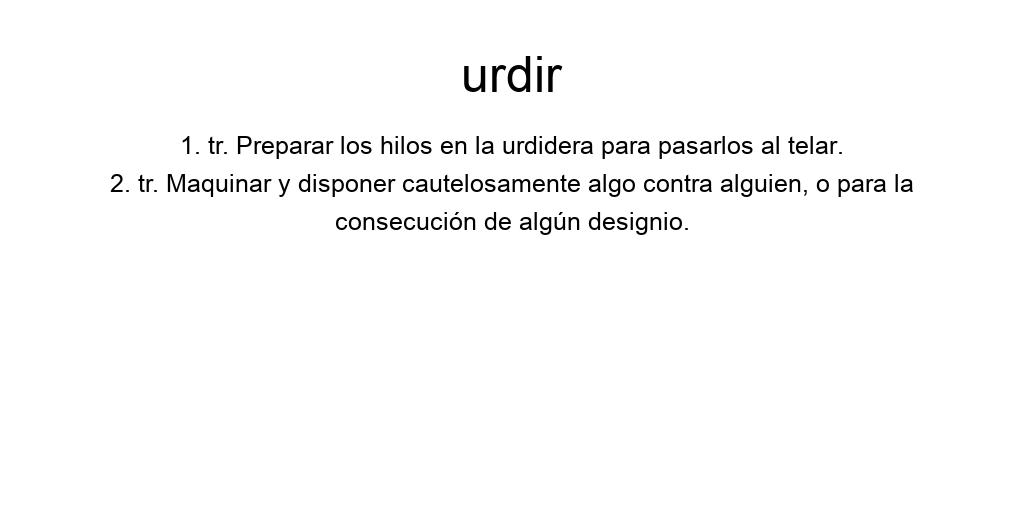 urdir
1. tr. Preparar los hilos en la urdidera para pasarlos al telar.
2. tr. Maquinar y disponer cautelosamente algo contra alguien, o para la
consecución de algún designio.